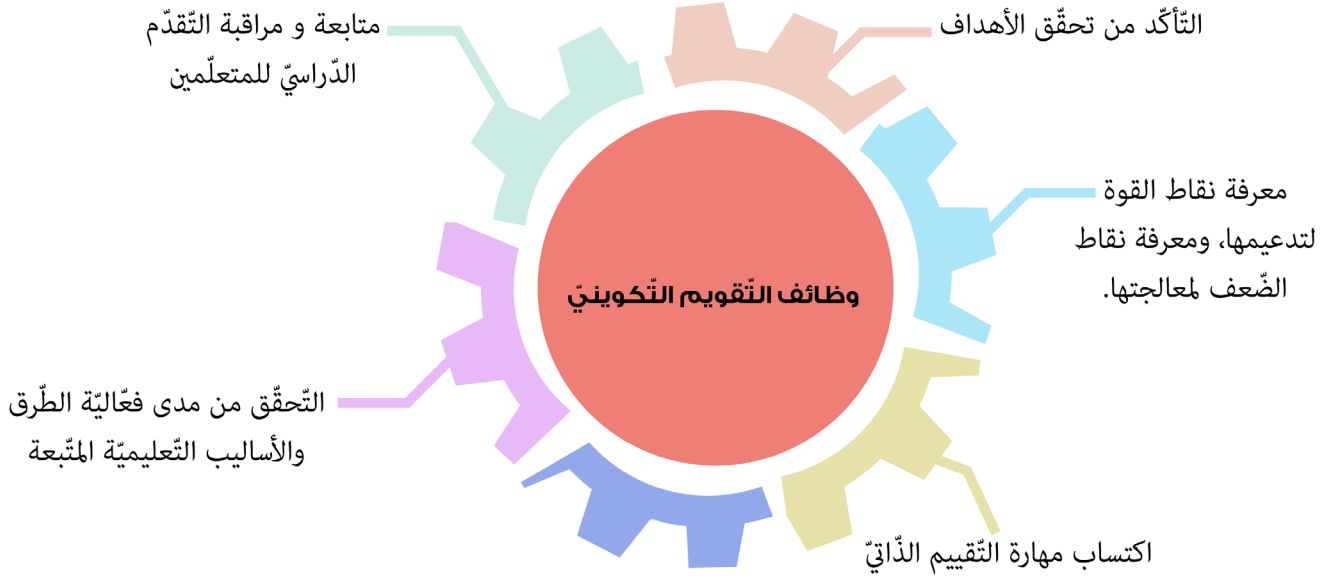 التّأكّد من تحقّق الأهداف
متابعة و مراقبة التّقدّم
الدّراسيّ للمتعلّمين
معرفة نقاط القوة
لتدعيمها، ومعرفة نقاط
الضّعف لمعالجتها.
وظائف التّقويم التّكوينيّ
التّحقّق من مدى فعّاليّة الطّرق
والأساليب التّعليميّة المتّبعة
اكتساب مهارة التّقييم الذّاتيّ